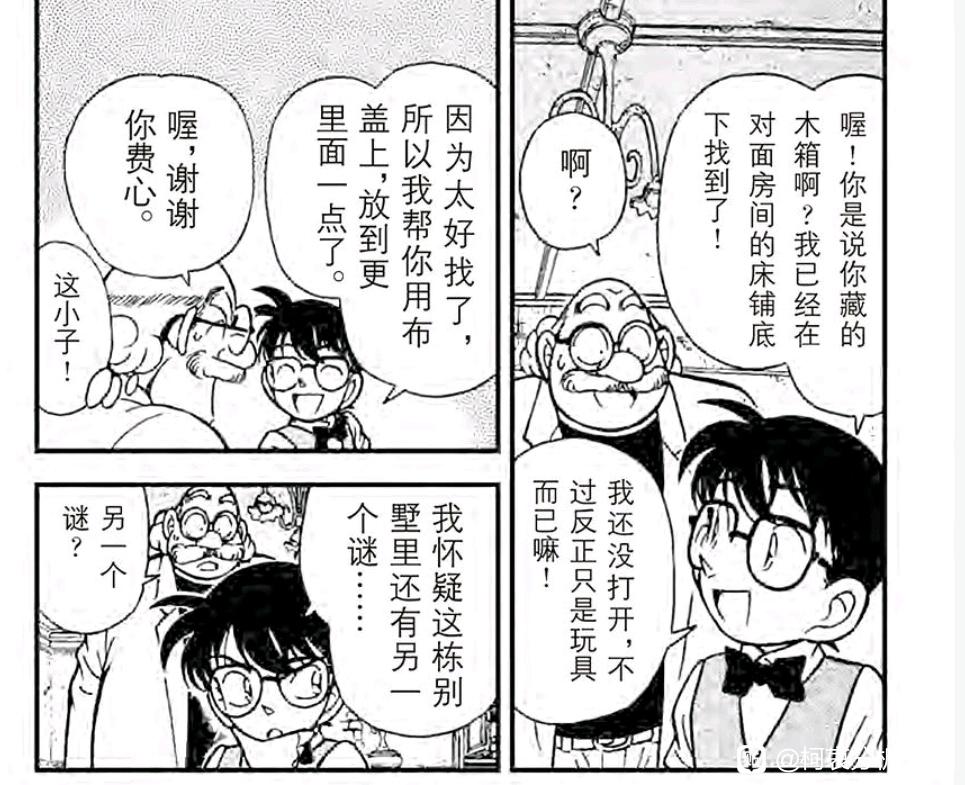 喔！你是说你藏的
木箱啊？我已经在
对面房间的床铺底
下找到了！
啊？
我还没打开，不
过反正只是玩具
而已嘛！
因为太好找了，
所以我帮你用布
盖上，放到更
里面一点了。
喔，谢谢
你费心。
这小子！
我怀疑这栋别
墅里还有另一
个谜……
另一个
谜？